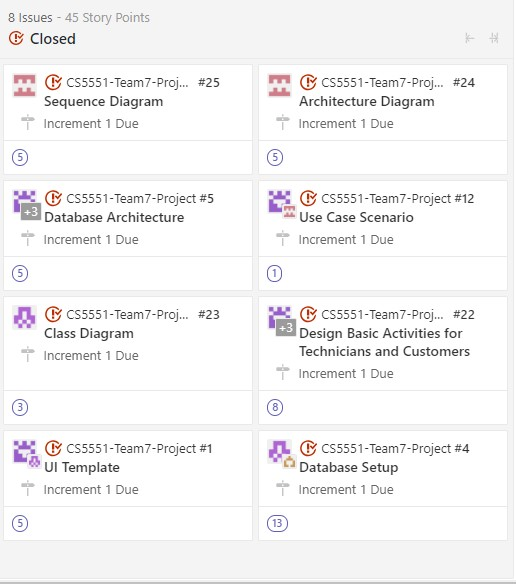 8 Issues - 45 Story Points
Closed
CS5551-Team7-Proj... #25
Sequence Diagram
Increment 1 Due
5
CS5551-Team7-Proj... #24
Architecture Diagram
Increment 1 Due
5
+3
CS5551-Team7-Project #5
Database Architecture
Increment 1 Due
5
CS5551-Team7-Project #12
Use Case Scenario
Increment 1 Due
1
CS5551-Team7-Proj... #23
Class Diagram
Increment 1 Due
3
+3
CS5551-Team7-Proj... #22
Design Basic Activities for
Technicians and Customers
Increment 1 Due
8
CS5551-Team7-Project #1
UI Template
Increment 1 Due
5
CS5551-Team7-Project #4
Database Setup
Increment 1 Due
13